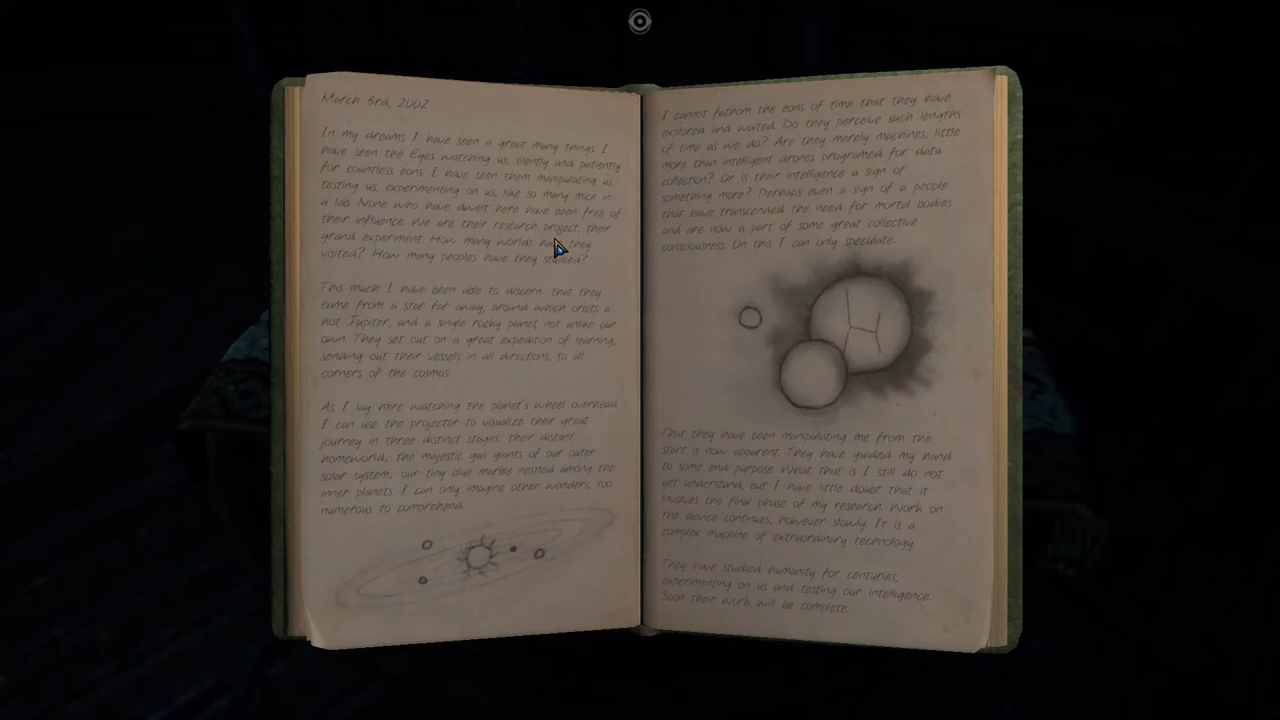 March 3rd, 2002
In my dreams I have seen a great many things. I
have seen the Eyes watching us, silently and patiently
for countless eons. I have seen them manipulating us,
testing us, experimenting on us, like so many mice in
a lab. None who have dwelt here have been free of
their influence. We are their research project, their
grand experiment. How many worlds have they
visited? How many peoples have they studied?
This much I have been able to discern: that they
came from a star far away, around which orbits a
hot Jupiter, and a single rocky planet not unlike our
own. They set out on a great expedition of learning,
sending out their vessels in all directions, to all
corners of the cosmos.
As I lay here watching the planet's wheel overhead
I can use the projector to visualize their great
journey in three distinct stages: their distant
homeworld; the majestic gas giants of our outer
solar system; our tiny blue marble nestled among the
inner planets. I can only imagine other wonders, too
numerous to comprehend.
I cannot fathom the eons of time that they have
explored and waited. Do they perceive such lengths
of time as we do? Are they merely machines, little
more than intelligent drones programed for data
collection? Or is their intelligence a sign of
something more? Perhaps even a sign of a people
that have transcended the need for mortal bodies
and are now a part of some great collective
consciousness. On this I can only speculate.
That they have been manipulating me from the
start is now apparent. They have guided my hand
to some end purpose. What that is I still do not
yet understand, but I have little doubt that it
involves the final phase of my research. Work on
the device continues, however slowly. It is a
complex machine of extraordinary technology.
They have studied humanity for centuries,
experimenting on us and testing our intelligence.
Soon their work will be complete.